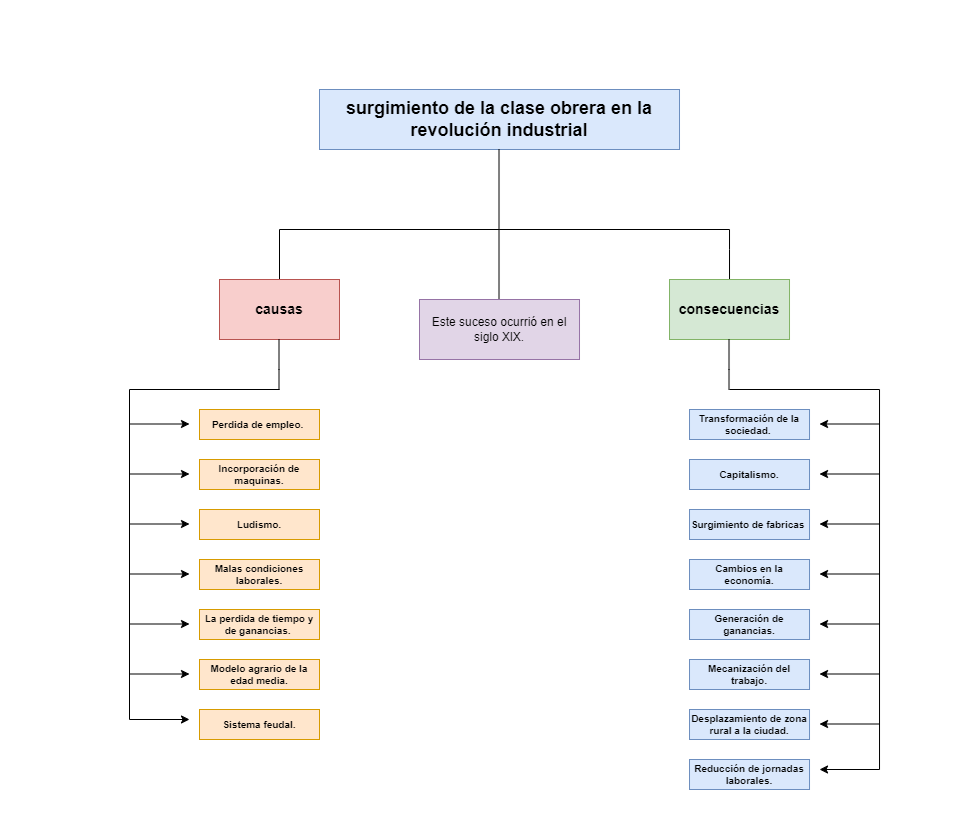 surgimiento de la clase obrera en la
revolución industrial
causas
Este suceso ocurrió en el
siglo XIX.
consecuencias
Perdida de empleo.
Incorporación de
maquinas.
Ludismo.
Malas condiciones
laborales.
La perdida de tiempo y
de ganancias.
Modelo agrario de la
edad media.
Sistema feudal.
Transformación de la
sociedad.
Capitalismo.
Surgimiento de fabricas
Cambios en la
economía.
Generación de
ganancias.
Mecanización del
trabajo.
Desplazamiento de zona
rural a la ciudad.
Reducción de jornadas
laborales.